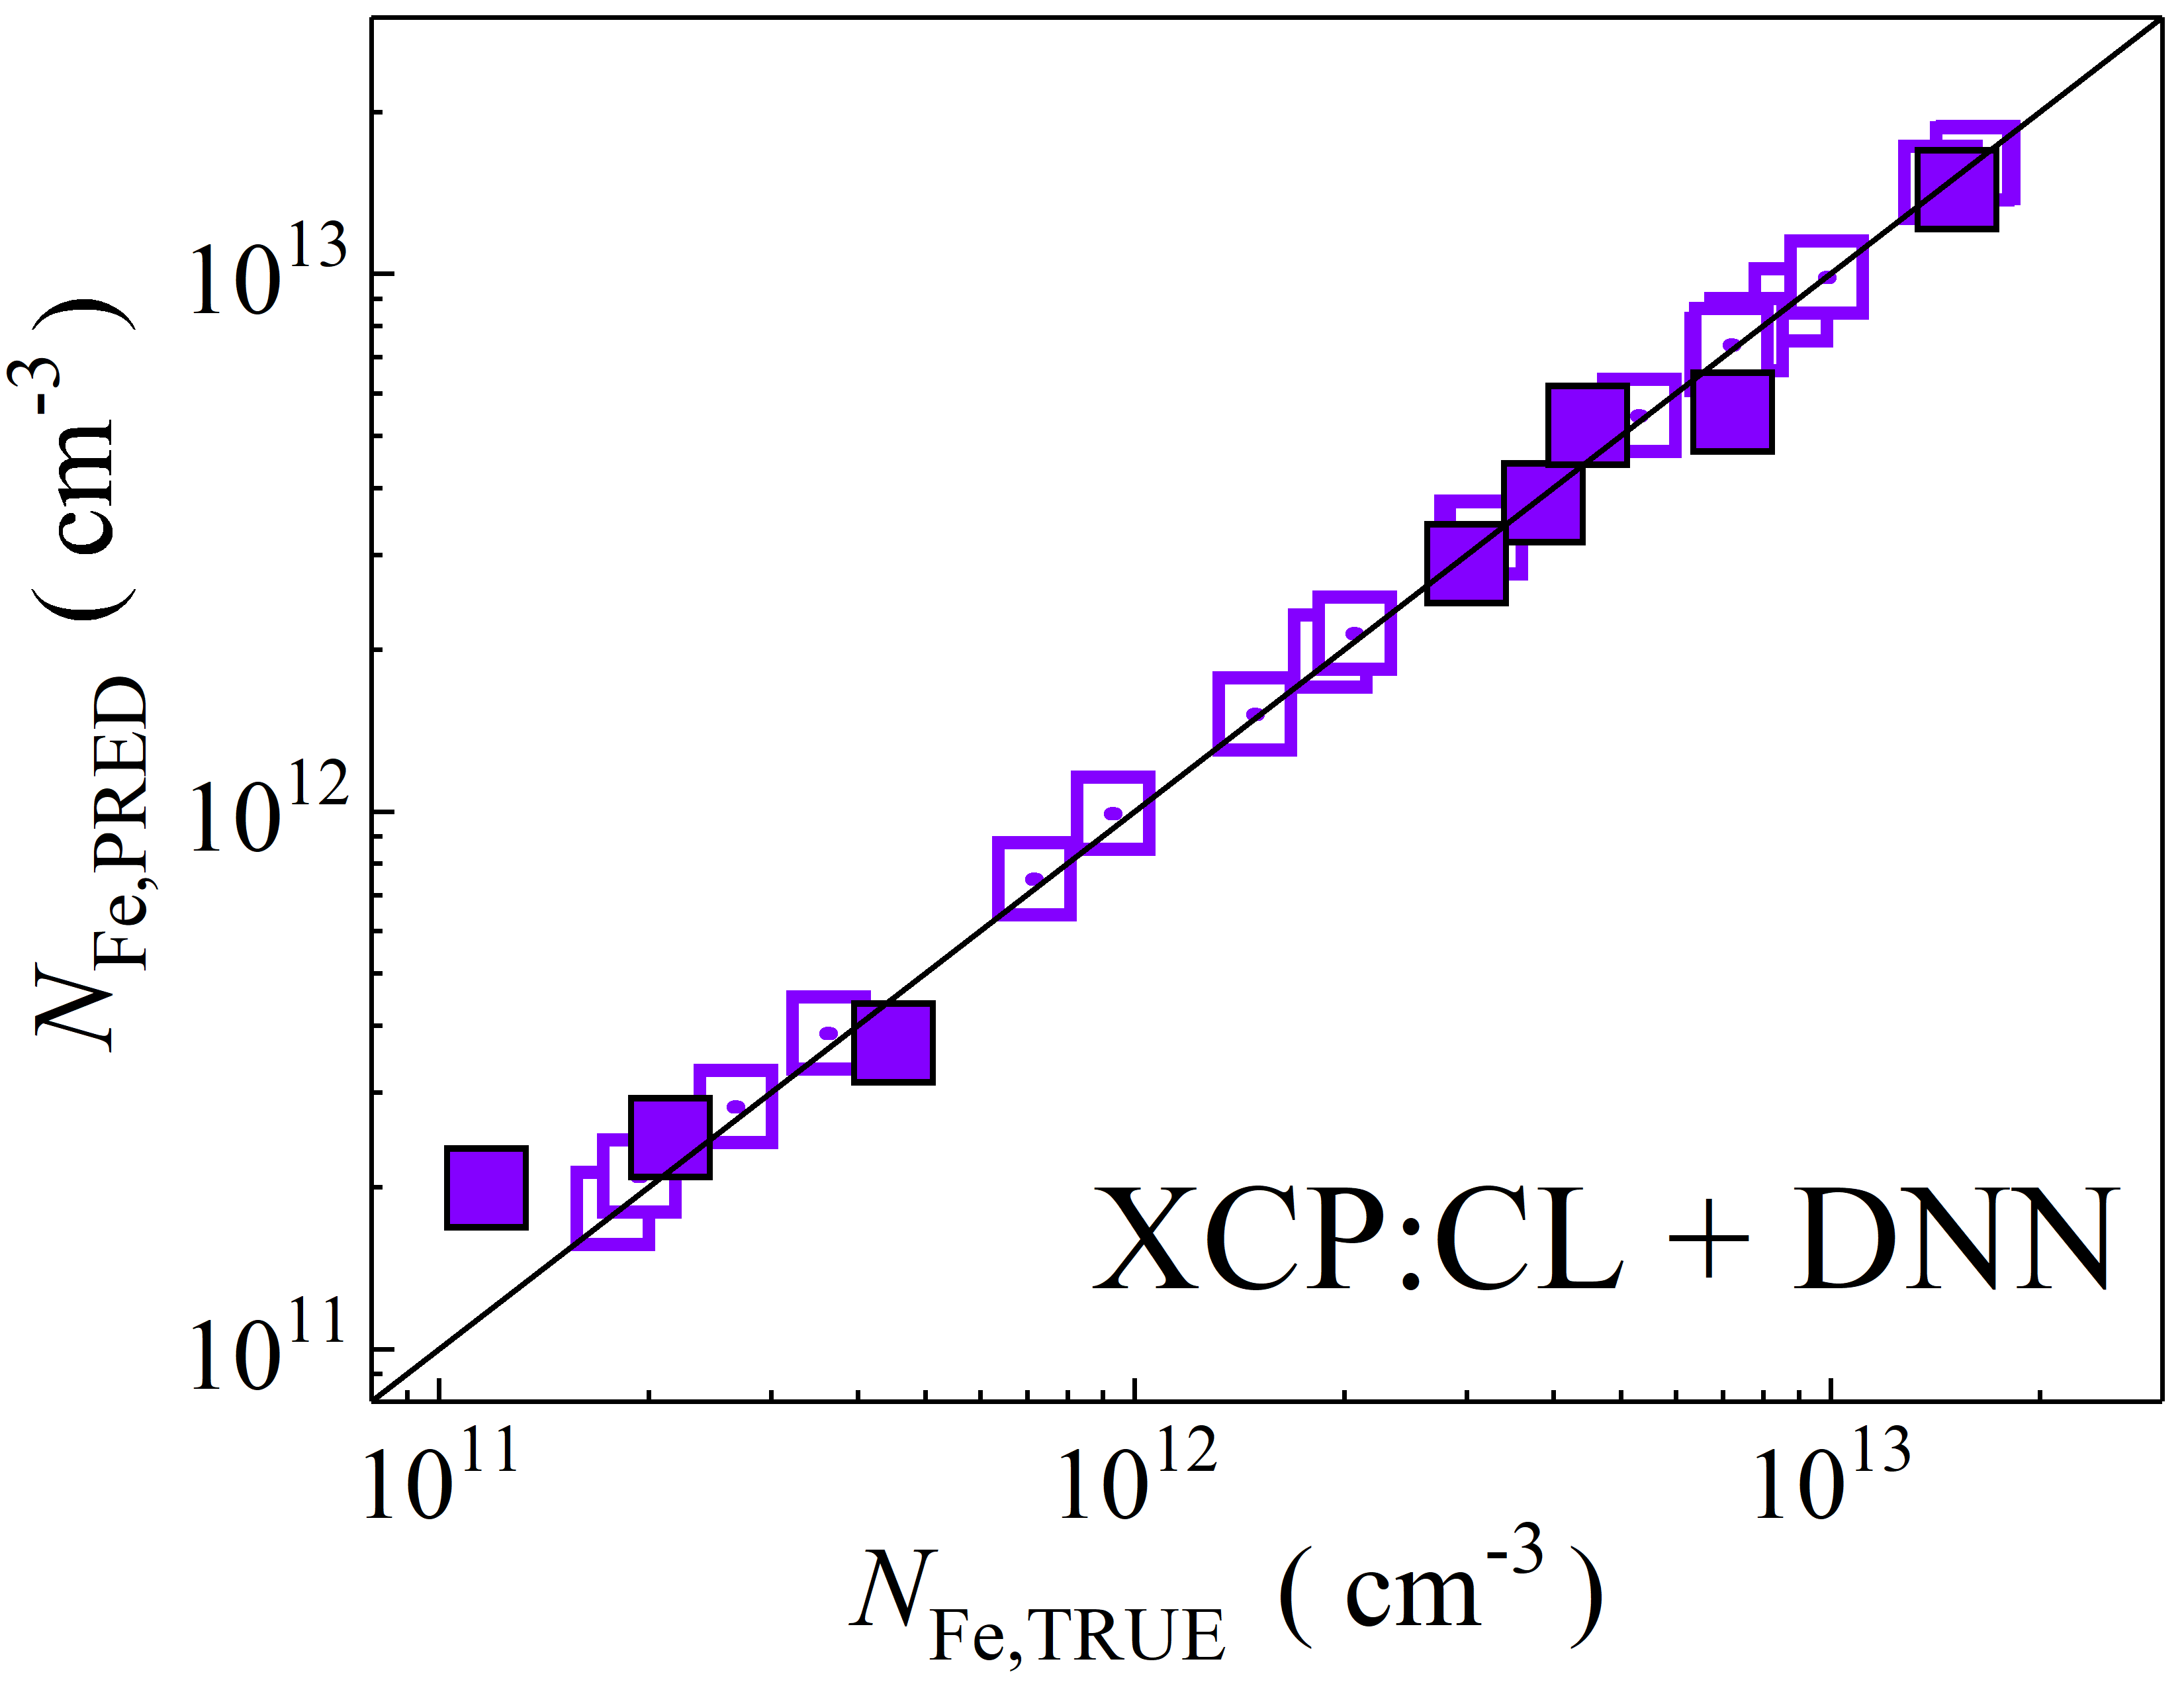 N_Fe,PRED ( cm^-3 )
10^13
10^12
10^11
XCP:CL + DNN
10^11 10^12 10^13
N_Fe,TRUE ( cm^-3 )